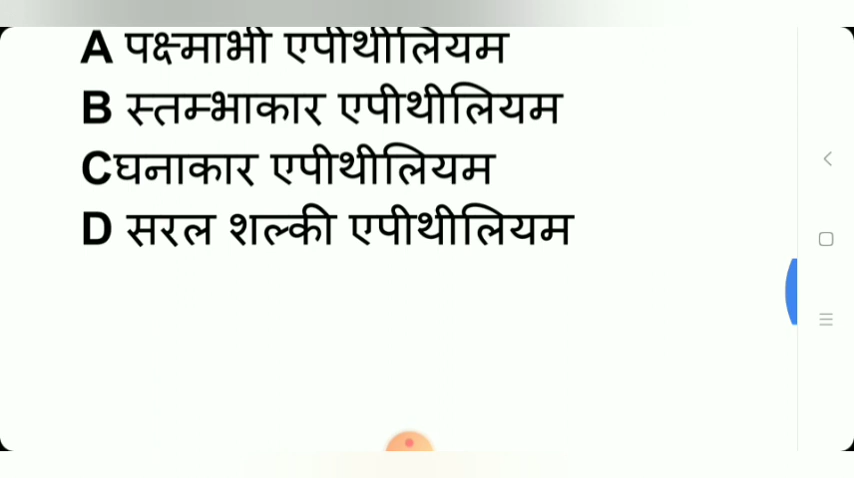 A पक्ष्माभी एपीथीलियम
B स्तम्भाकार एपीथीलियम
Cघनाकार एपीथीलियम
D सरल शल्की एपीथीलियम